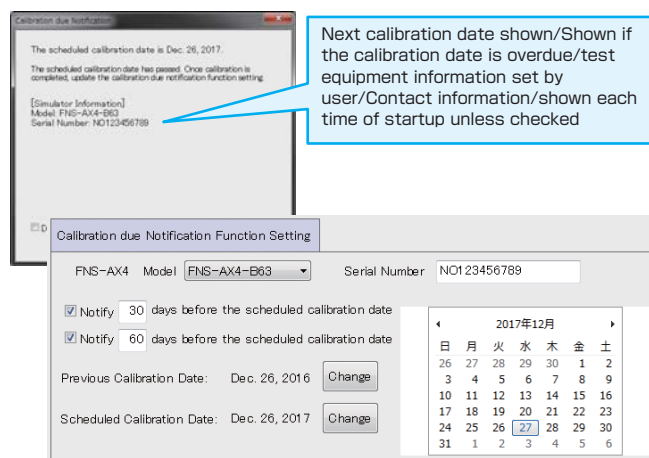 Calibration due Notification
The scheduled calibration date is Dec. 26, 2017.
The scheduled calibration date has passed. Once calibration is
completed, update the calibration due notification function setting.
[Simulator Information]
Model: FNS-AX4-B63
Serial Number: NO123456789
D
Next calibration date shown/Shown if
the calibration date is overdue/test
equipment information set by
user/Contact information/shown each
time of startup unless checked
Calibration due Notification Function Setting
FNS-AX4 Model FNS-AX4-B63 Serial Number NO123456789
Notify 30 days before the scheduled calibration date
Notify 60 days before the scheduled calibration date
Previous Calibration Date: Dec. 26, 2016 Change
Scheduled Calibration Date: Dec. 26, 2017 Change
2017年12月
日 月 火 水 木 金 土
26 27 28 29 30 1 2
3 4 5 6 7 8 9
10 11 12 13 14 15 16
17 18 19 20 21 22 23
24 25 26 27 28 29 30
31 1 2 3 4 5 6